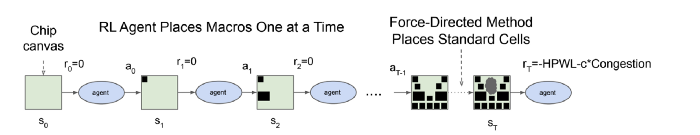 RL Agent Places Macros One at a Time
Force-Directed Method
Places Standard Cells
Chip
canvas
r0=0
a0
r1=0
a1
r2=0
aT-1
rT=-HPWL-c*Congestion
agent
agent
agent
....
agent
s0
s1
s2
sT